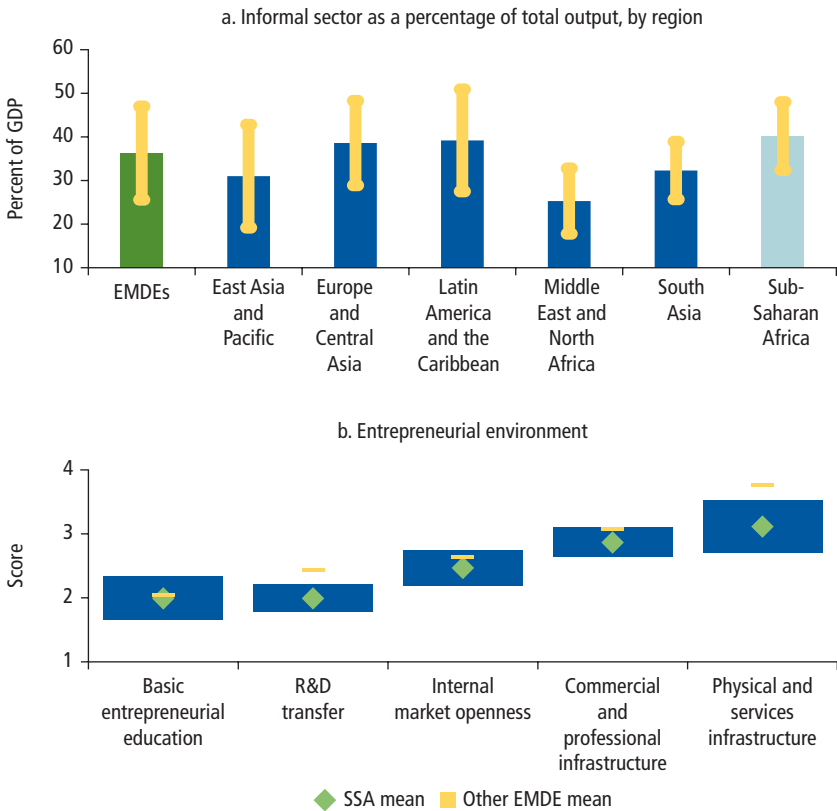 a. Informal sector as a percentage of total output, by region
Percent of GDP
60
50
40
30
20
10
EMDEs
East Asia
and
Pacific
Europe
and
Central
Asia
Latin
America
and the
Caribbean
Middle
East and
North
Africa
South
Asia
Sub-
Saharan
Africa
b. Entrepreneurial environment
Score
4
3
2
1
Basic
entrepreneurial
education
R&D
transfer
Internal
market openness
Commercial
and
professional
infrastructure
Physical and
services
infrastructure
SSA mean
Other EMDE mean